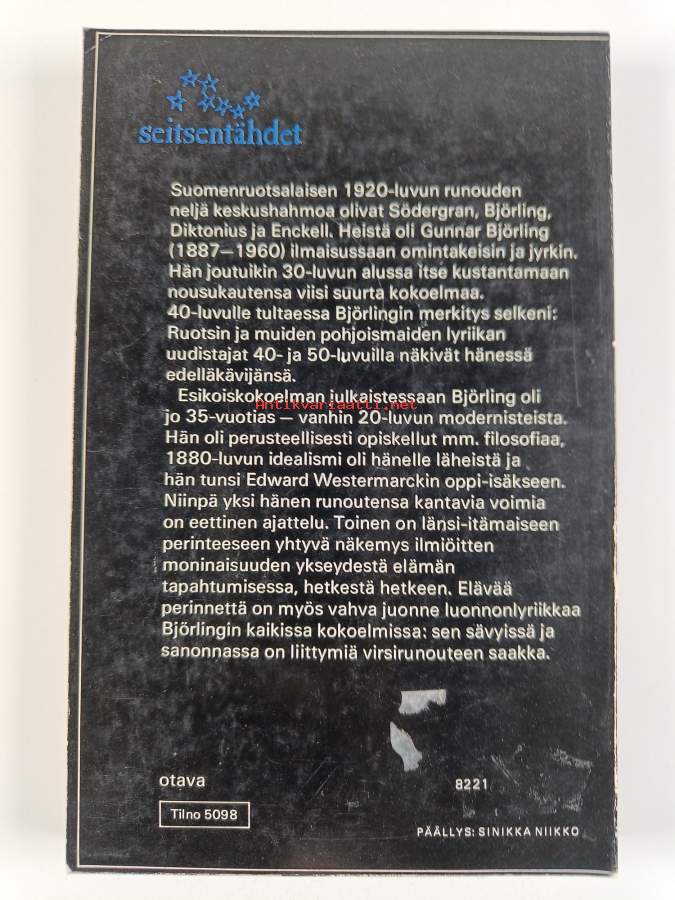 seitsentähdet
Suomenruotsalaisen 1920-luvun runouden
neljä keskushahmoa olivat Södergran, Björling,
Diktonius ja Enckell. Heistä oli Gunnar Björling
(1887–1960) ilmaisussaan omintakeisin ja jyrkin.
Hän joutuikin 30-luvun alussa itse kustantamaan
nousukautensa viisi suurta kokoelmaa.
40-luvulle tultaessa Björlingin merkitys selkeni:
Ruotsin ja muiden pohjoismaiden lyriikan
uudistajat 40- ja 50-luvuilla näkivät hänessä
edelläkävijänsä.
Esikoiskokoelman julkaistessaan Björling oli
Antikvariaatti.net
jo 35-vuotias — vanhin 20-luvun modernisteista.
Hän oli perusteellisesti opiskellut mm. filosofiaa,
1880-luvun idealismi oli hänelle läheistä ja
hän tunsi Edward Westermarckin oppi-isäkseen.
Niinpä yksi hänen runoutensa kantavia voimia
on eettinen ajattelu. Toinen on länsi-itämaiseen
perinteeseen yhtyvä näkemys ilmiöitten
moninaisuuden ykseydestä elämän
tapahtumisessa, hetkestä hetkeen. Elävää
perinnettä on myös vahva juonne luonnonlyriikkaa
Björlingin kaikissa kokoelmissa: sen sävyissä ja
sanonnassa on liittymiä virsirunouteen saakka.
otava
8221
Tilno 5098
PÄÄLLYS: SINIKKA NIIKKO